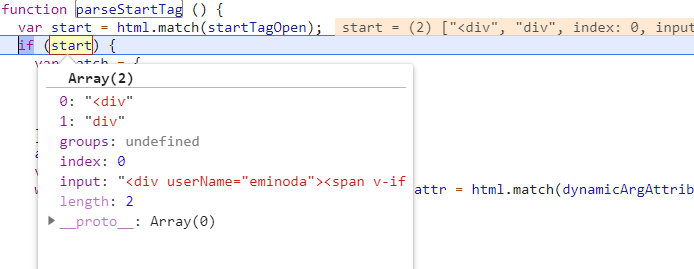 function parseStartTag () {
var start = html.match(startTagOpen); start = (2) ["<div", "div", index: 0, input
if (start) {
Array(2)
0: "<div"
1: "div"
groups: undefined
index: 0
input: "<div userName="eminoda"><span v-if
attr = html.match(dynamicArgAttrib
length: 2
▶__proto__: Array(0)